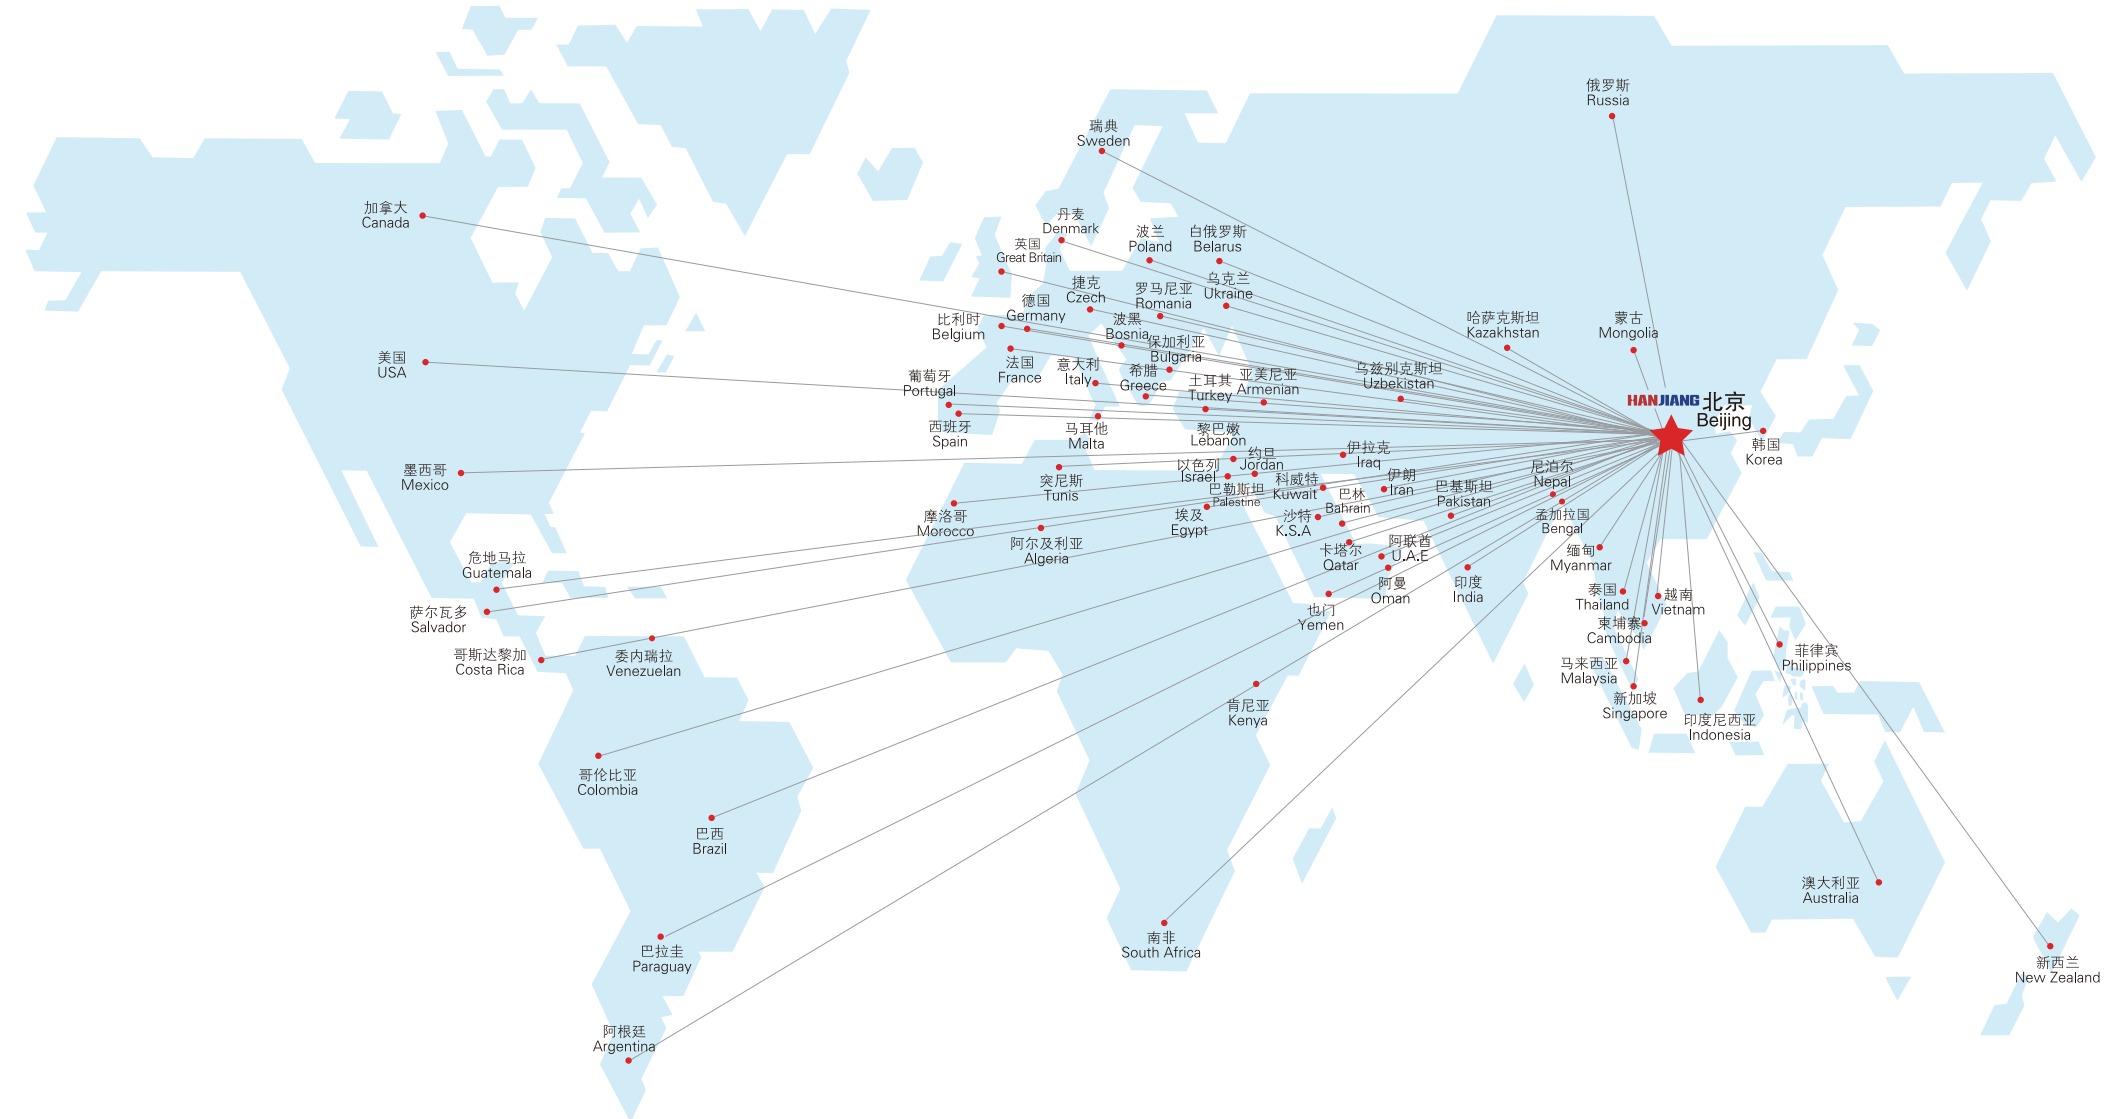 俄罗斯
Russia
瑞典
Sweden
加拿大
Canada
丹麦
Denmark
英国
Great Britain
波兰
Poland
白俄罗斯
Belarus
捷克
Czech
罗马尼亚
Romania
乌克兰
Ukraine
德国
Germany
比利时
Belgium
波黑
Bosnia
保加利亚
Bulgaria
哈萨克斯坦
Kazakhstan
蒙古
Mongolia
美国
USA
法国
France
意大利
Italy
希腊
Greece
葡萄牙
Portugal
土耳其
Turkey
亚美尼亚
Armenian
乌兹别克斯坦
Uzbekistan
HANJIANG 北京
Beijing
西班牙
Spain
马耳他
Malta
黎巴嫩
Lebanon
韩国
Korea
墨西哥
Mexico
突尼斯
Tunis
以色列
Israel
约旦
Jordan
伊拉克
Iraq
巴勒斯坦
Palestine
科威特
Kuwait
伊朗
Iran
巴林
Bahrain
巴基斯坦
Pakistan
尼泊尔
Nepal
摩洛哥
Morocco
埃及
Egypt
沙特
K.S.A
孟加拉国
Bengal
阿尔及利亚
Algeria
卡塔尔
Qatar
阿联酋
U.A.E
缅甸
Myanmar
危地马拉
Guatemala
阿曼
Oman
印度
India
泰国
Thailand
越南
Vietnam
萨尔瓦多
Salvador
也门
Yemen
柬埔寨
Cambodia
哥斯达黎加
Costa Rica
委内瑞拉
Venezuelan
马来西亚
Malaysia
菲律宾
Philippines
新加坡
Singapore
肯尼亚
Kenya
印度尼西亚
Indonesia
哥伦比亚
Colombia
巴西
Brazil
澳大利亚
Australia
巴拉圭
Paraguay
南非
South Africa
新西兰
New Zealand
阿根廷
Argentina